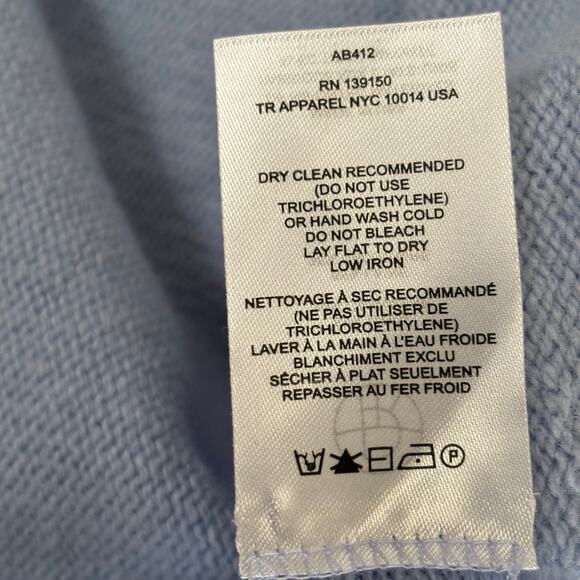 AB412
RN 139150
TR APPAREL NYC 10014 USA
DRY CLEAN RECOMMENDED
(DO NOT USE
TRICHLOROETHYLENE)
OR HAND WASH COLD
DO NOT BLEACH
LAY FLAT TO DRY
LOW IRON
NETTOYAGE À SEC RECOMMANDÉ
(NE PAS UTILISER DE
TRICHLOROETHYLENE)
LAVER À LA MAIN À L'EAU FROIDE
BLANCHIMENT EXCLU
SÉCHER À PLAT SEUELMENT
REPASSER AU FER FROID
P